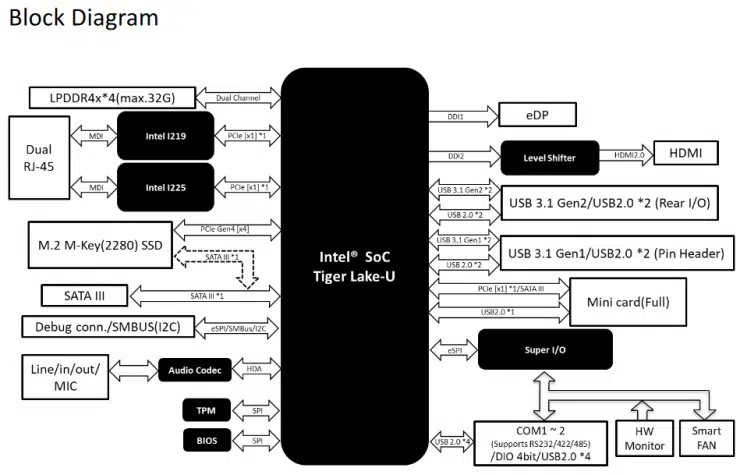 Block Diagram
LPDDR4x*4(max.32G)
Dual Channel
Dual
RJ-45
MDI
Intel I219
PCIe [x1] *1
MDI
Intel I225
PCIe [x1] *1
M.2 M-Key(2280) SSD
PCIe Gen4 [x4]
SATA III *1
SATA III
SATA III *1
Debug conn./SMBUS(I2C)
eSPI/SMBus/I2C
Line/in/out/
MIC
Audio Codec
HDA
TPM
SPI
BIOS
SPI
Intel® SoC
Tiger Lake-U
DDI1
eDP
DDI2
Level Shifter
HDMI2.0
HDMI
USB 3.1 Gen2 *2
USB 2.0 *2
USB 3.1 Gen2/USB2.0 *2 (Rear I/O)
USB 3.1 Gen1 *2
USB 2.0 *2
USB 3.1 Gen1/USB2.0 *2 (Pin Header)
PCIe [x1] *1/SATA III
USB2.0 *1
Mini card(Full)
eSPI
Super I/O
USB 2.0 *4
COM1 ~ 2
(Supports RS232/422/485)
/DIO 4bit/USB2.0 *4
HW
Monitor
Smart
FAN